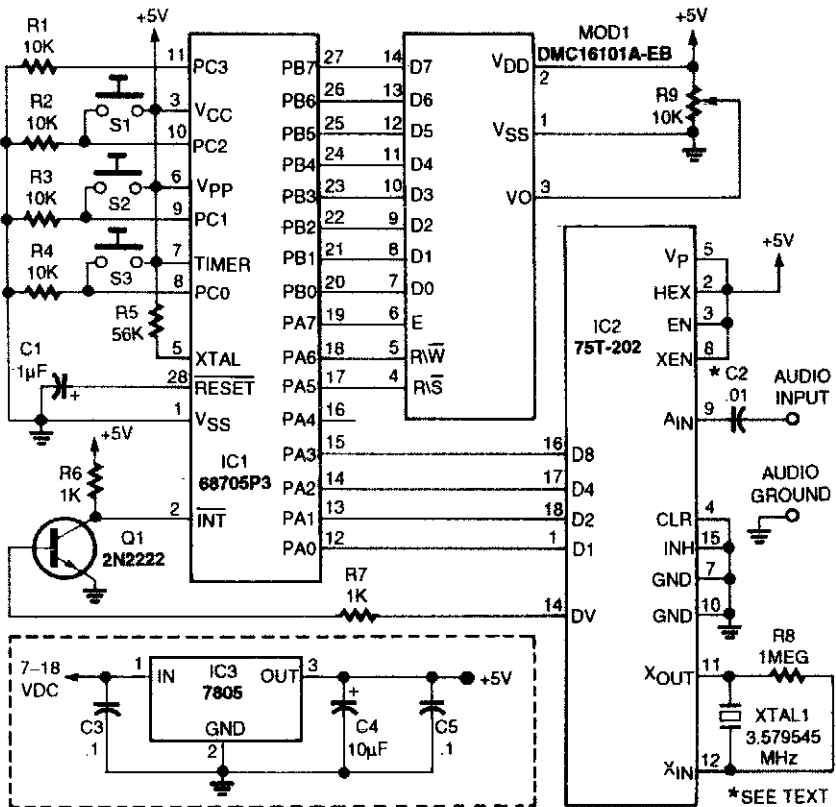 R1
10K
+5V
11
PC3
R2
10K
S1
3
VCC
10
PC2
R3
10K
S2
6
VPP
9
PC1
R4
10K
S3
7
TIMER
8
PC0
R5
56K
5
XTAL
C1
1µF
+
28
RESET
1
VSS
+5V
R6
1K
2
INT
Q1
2N2222
IC1
68705P3
PB7 27
PB6 26
PB5 25
PB4 24
PB3 23
PB2 22
PB1 21
PB0 20
PA7 19
PA6 18
PA5 17
PA4 16
PA3 15
PA2 14
PA1 13
PA0 12
14 D7
13 D6
12 D5
11 D4
10 D3
9 D2
8 D1
7 D0
6 E
5 R\W
4 R\S
MOD1
DMC16101A-EB
+5V
VDD
2
R9
10K
VSS
1
VO
3
IC2
75T-202
VP 5
HEX 2
+5V
EN 3
XEN 8
* C2
.01
AUDIO
INPUT
AIN 9
16 D8
17 D4
18 D2
1 D1
AUDIO
GROUND
CLR 4
INH 15
GND 7
GND 10
R7
1K
14 DV
XOUT 11
R8
1MEG
XTAL1
3.579545
MHz
XIN 12
*SEE TEXT
7–18
VDC
1
IN
IC3
7805
OUT
3
GND
2
C3
.1
+
C4
10µF
C5
.1
+5V